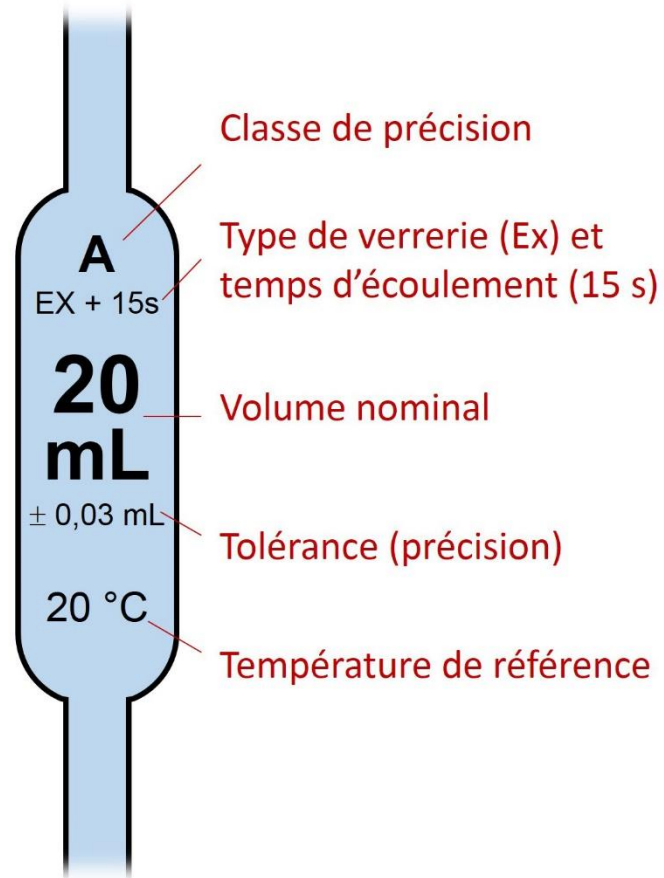 Classe de précision
A
Type de verrerie (Ex) et
temps d’écoulement (15 s)
EX + 15s
20
mL
Volume nominal
± 0,03 mL
Tolérance (précision)
20 °C
Température de référence